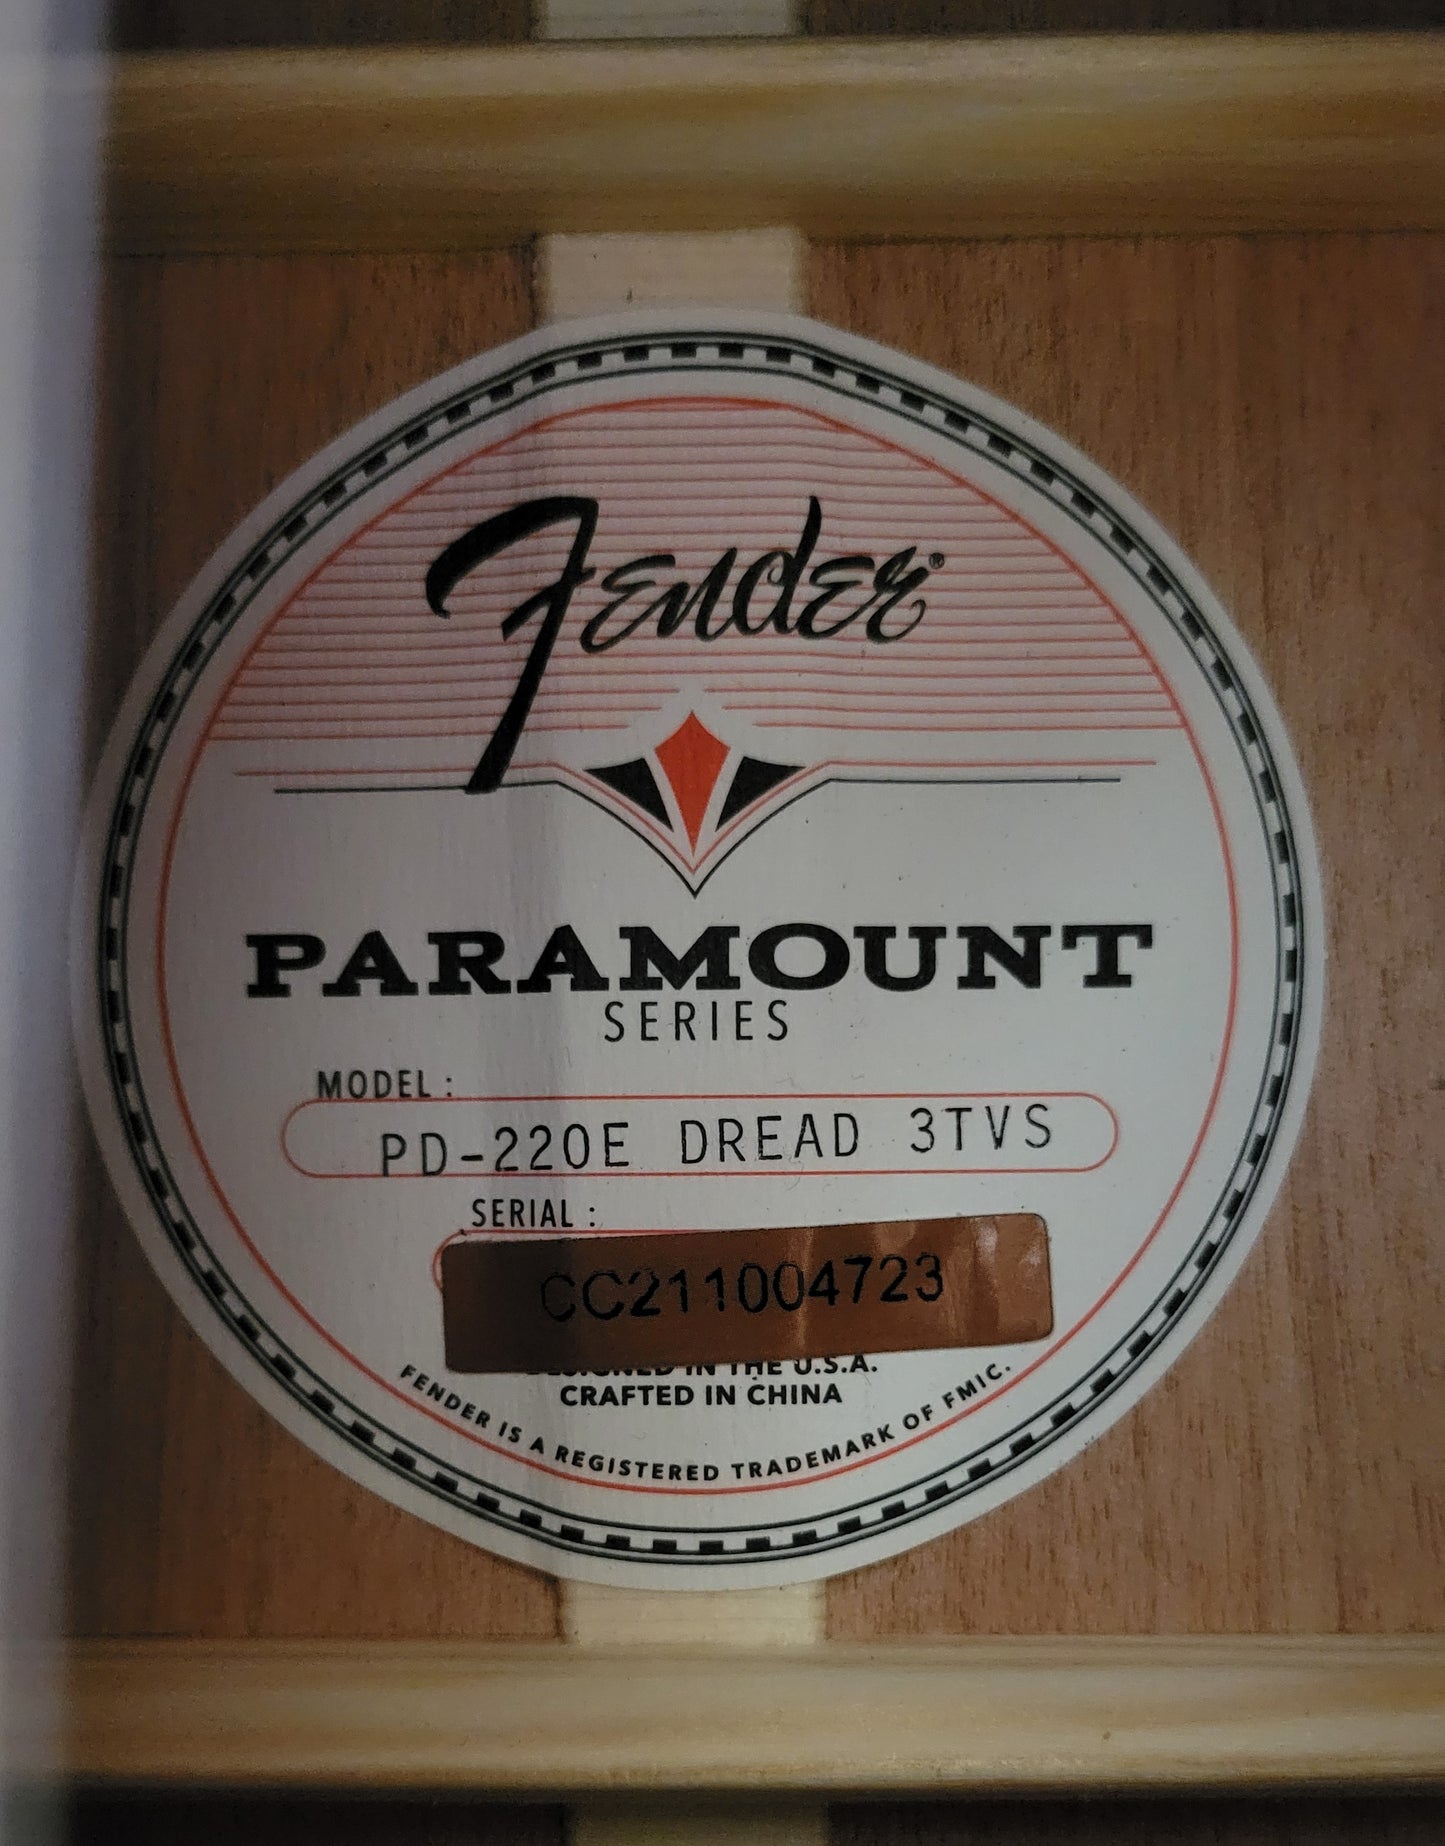 Fender®
PARAMOUNT
SERIES
MODEL :
PD-220E DREAD 3TVS
SERIAL :
CC211004723
DESIGNED IN THE U.S.A.
CRAFTED IN CHINA
FENDER IS A REGISTERED TRADEMARK OF FMIC.